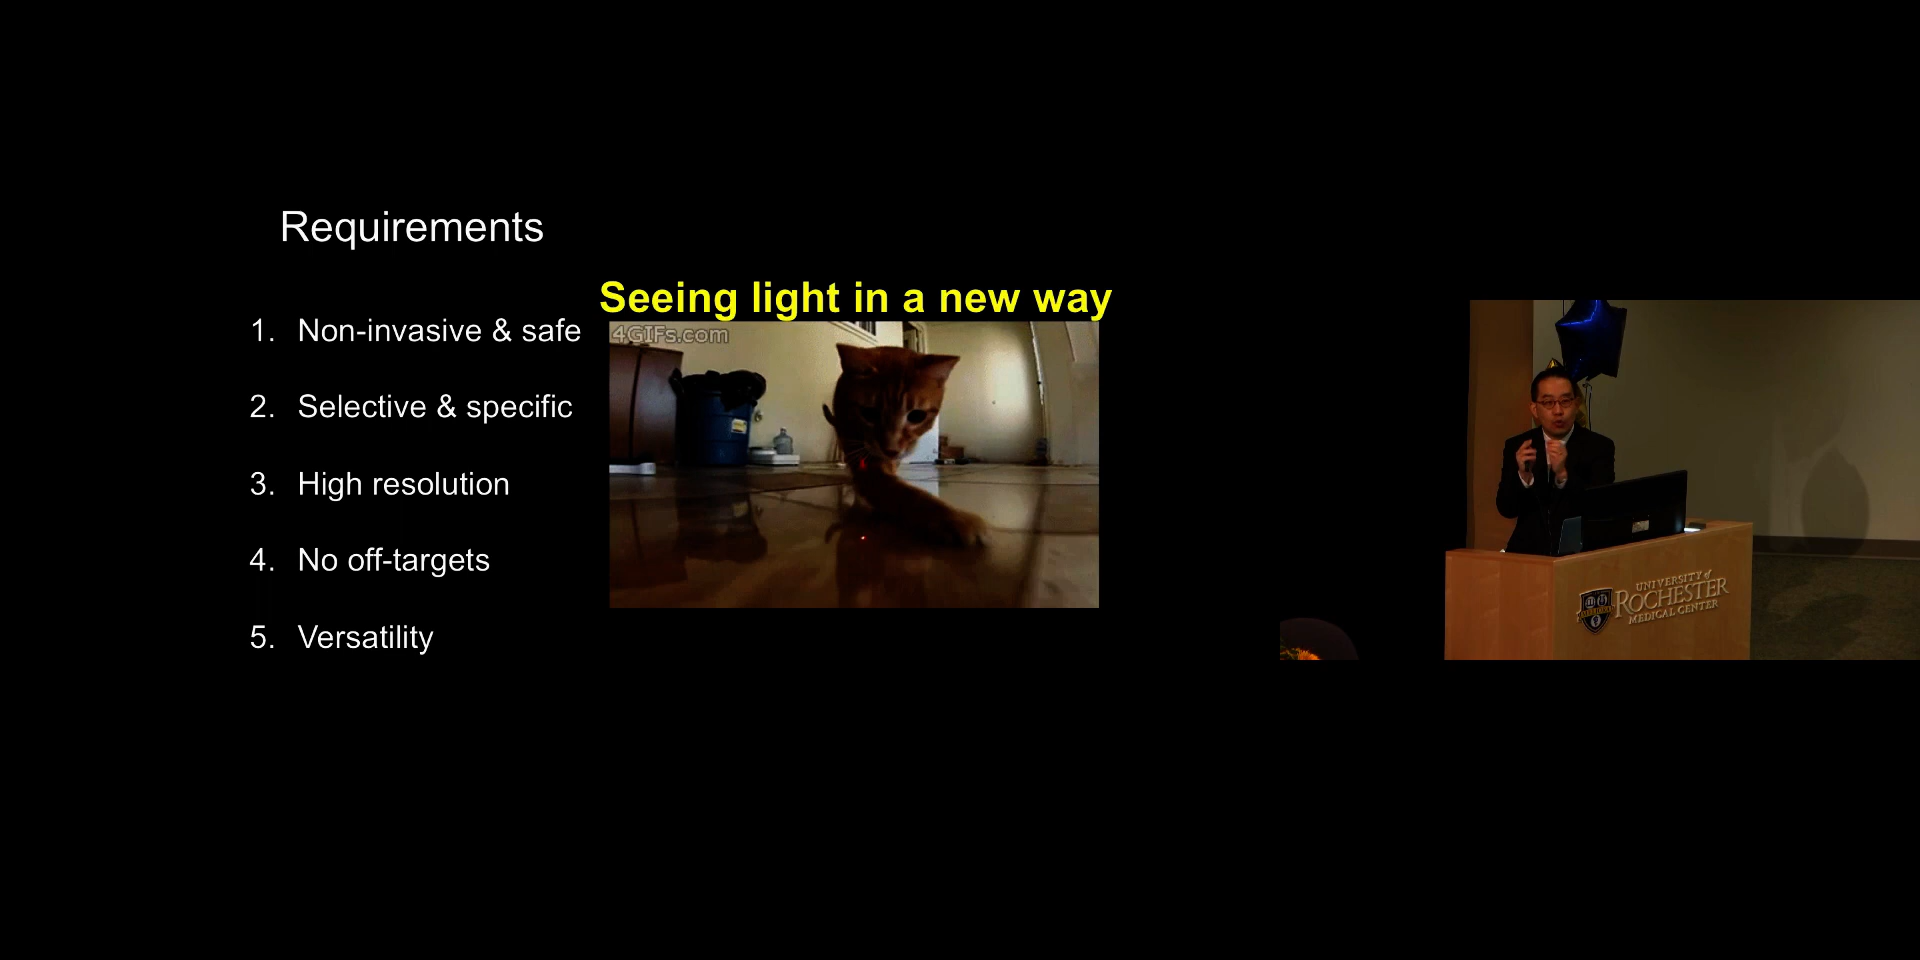 Requirements
Seeing light in a new way
4GIFs.com
1. Non-invasive & safe
2. Selective & specific
3. High resolution
4. No off-targets
5. Versatility
UNIVERSITY of
ROCHESTER
MEDICAL CENTER